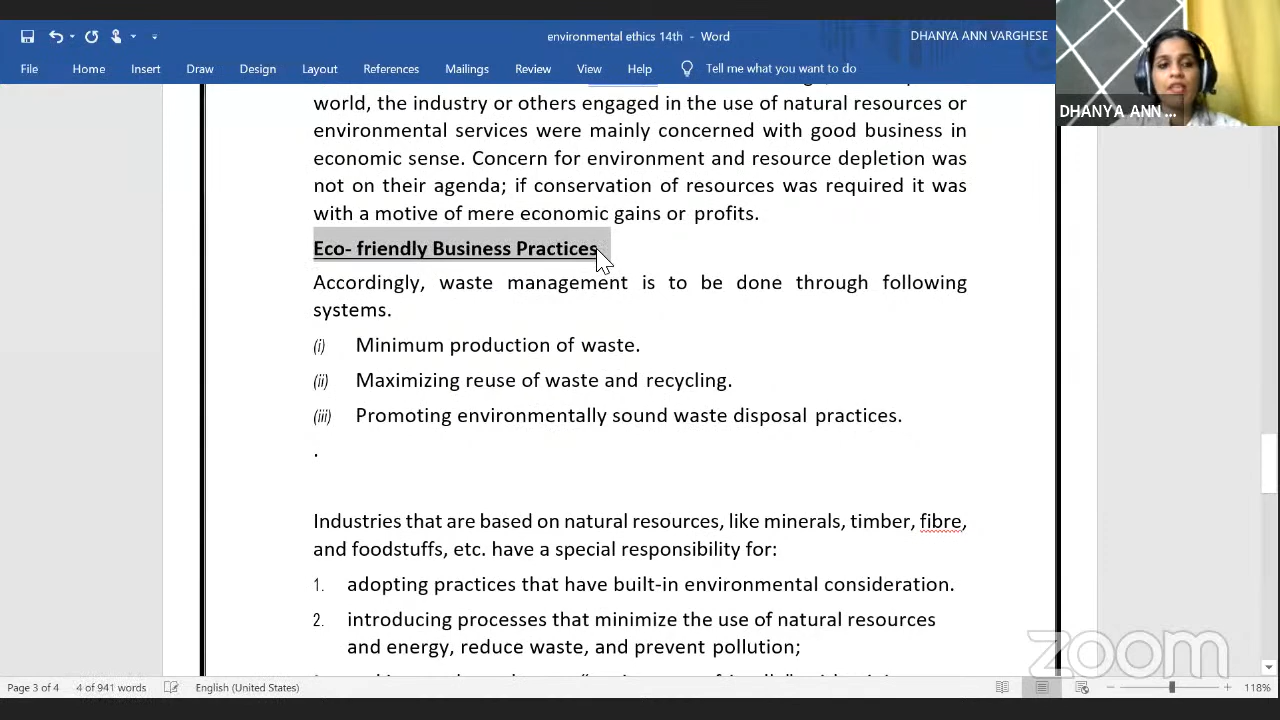 environmental ethics 14th - Word
DHANYA ANN VARGHESE
File Home Insert Draw Design Layout References Mailings Review View Help Tell me what you want to do
DHANYA ANN ...
world, the industry or others engaged in the use of natural resources or
environmental services were mainly concerned with good business in
economic sense. Concern for environment and resource depletion was
not on their agenda; if conservation of resources was required it was
with a motive of mere economic gains or profits.
Eco- friendly Business Practices
Accordingly, waste management is to be done through following
systems.
(i) Minimum production of waste.
(ii) Maximizing reuse of waste and recycling.
(iii) Promoting environmentally sound waste disposal practices.
.
Industries that are based on natural resources, like minerals, timber, fibre,
and foodstuffs, etc. have a special responsibility for:
1. adopting practices that have built-in environmental consideration.
2. introducing processes that minimize the use of natural resources
and energy, reduce waste, and prevent pollution;
zoom
Page 3 of 4 4 of 941 words English (United States) 118%